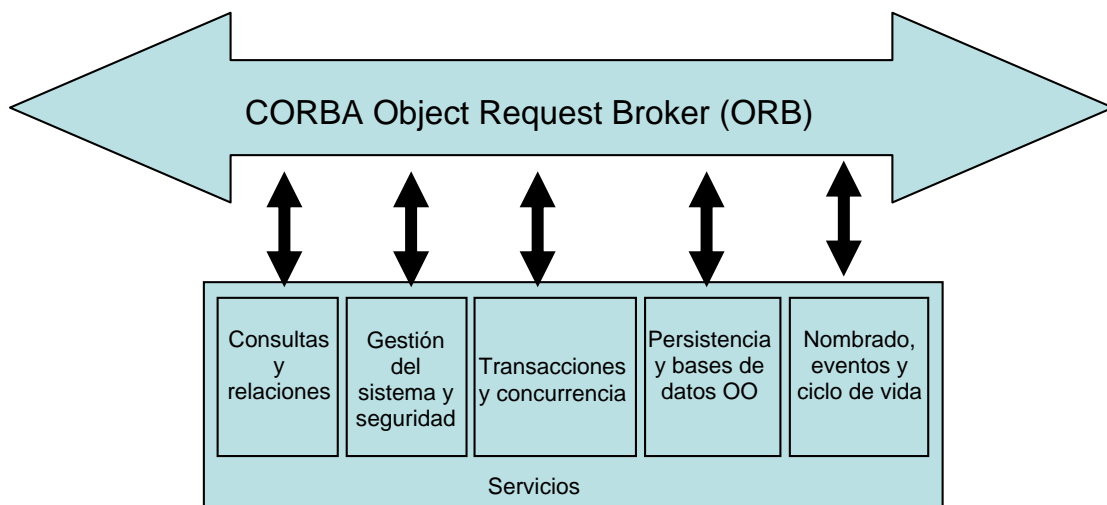 CORBA Object Request Broker (ORB)
Consultas
y
relaciones
Gestión
del
sistema y
seguridad
Transacciones
y concurrencia
Persistencia
y bases de
datos OO
Nombrado,
eventos y
ciclo de vida
Servicios